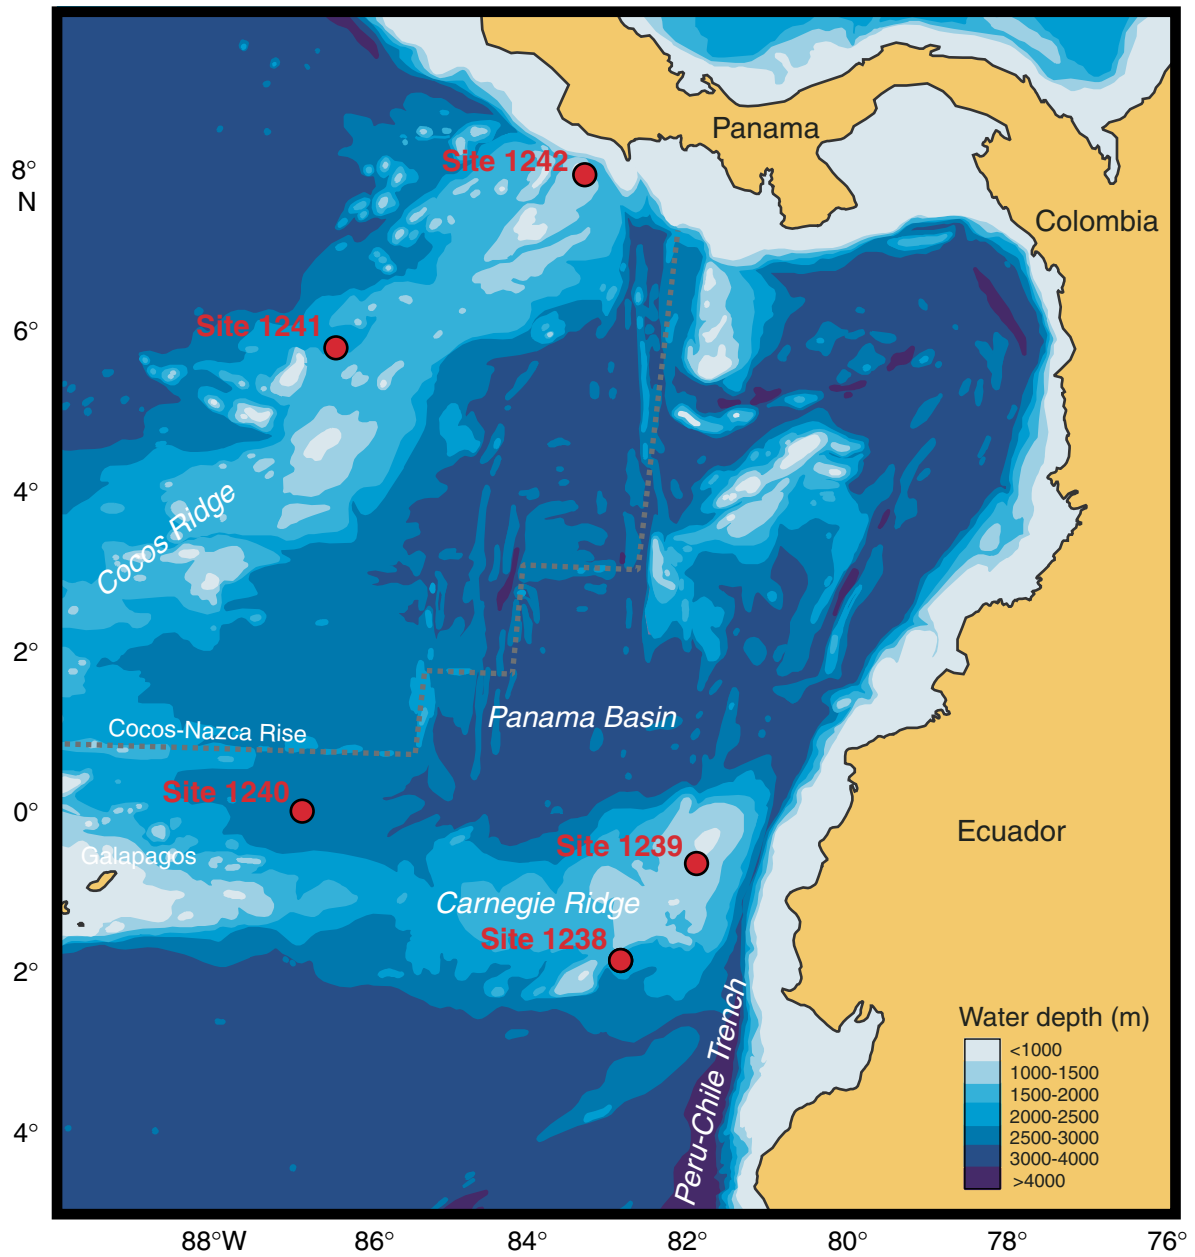 Panama
Site 1242
8°
N
Colombia
6°
Site 1241
4°
Cocos Ridge
2°
Panama Basin
Cocos-Nazca Rise
Site 1240
0°
Ecuador
Site 1239
Galapagos
Carnegie Ridge
Site 1238
2°
Peru-Chile Trench
Water depth (m)
<1000
1000-1500
1500-2000
2000-2500
2500-3000
3000-4000
>4000
4°
88°W
86°
84°
82°
80°
78°
76°